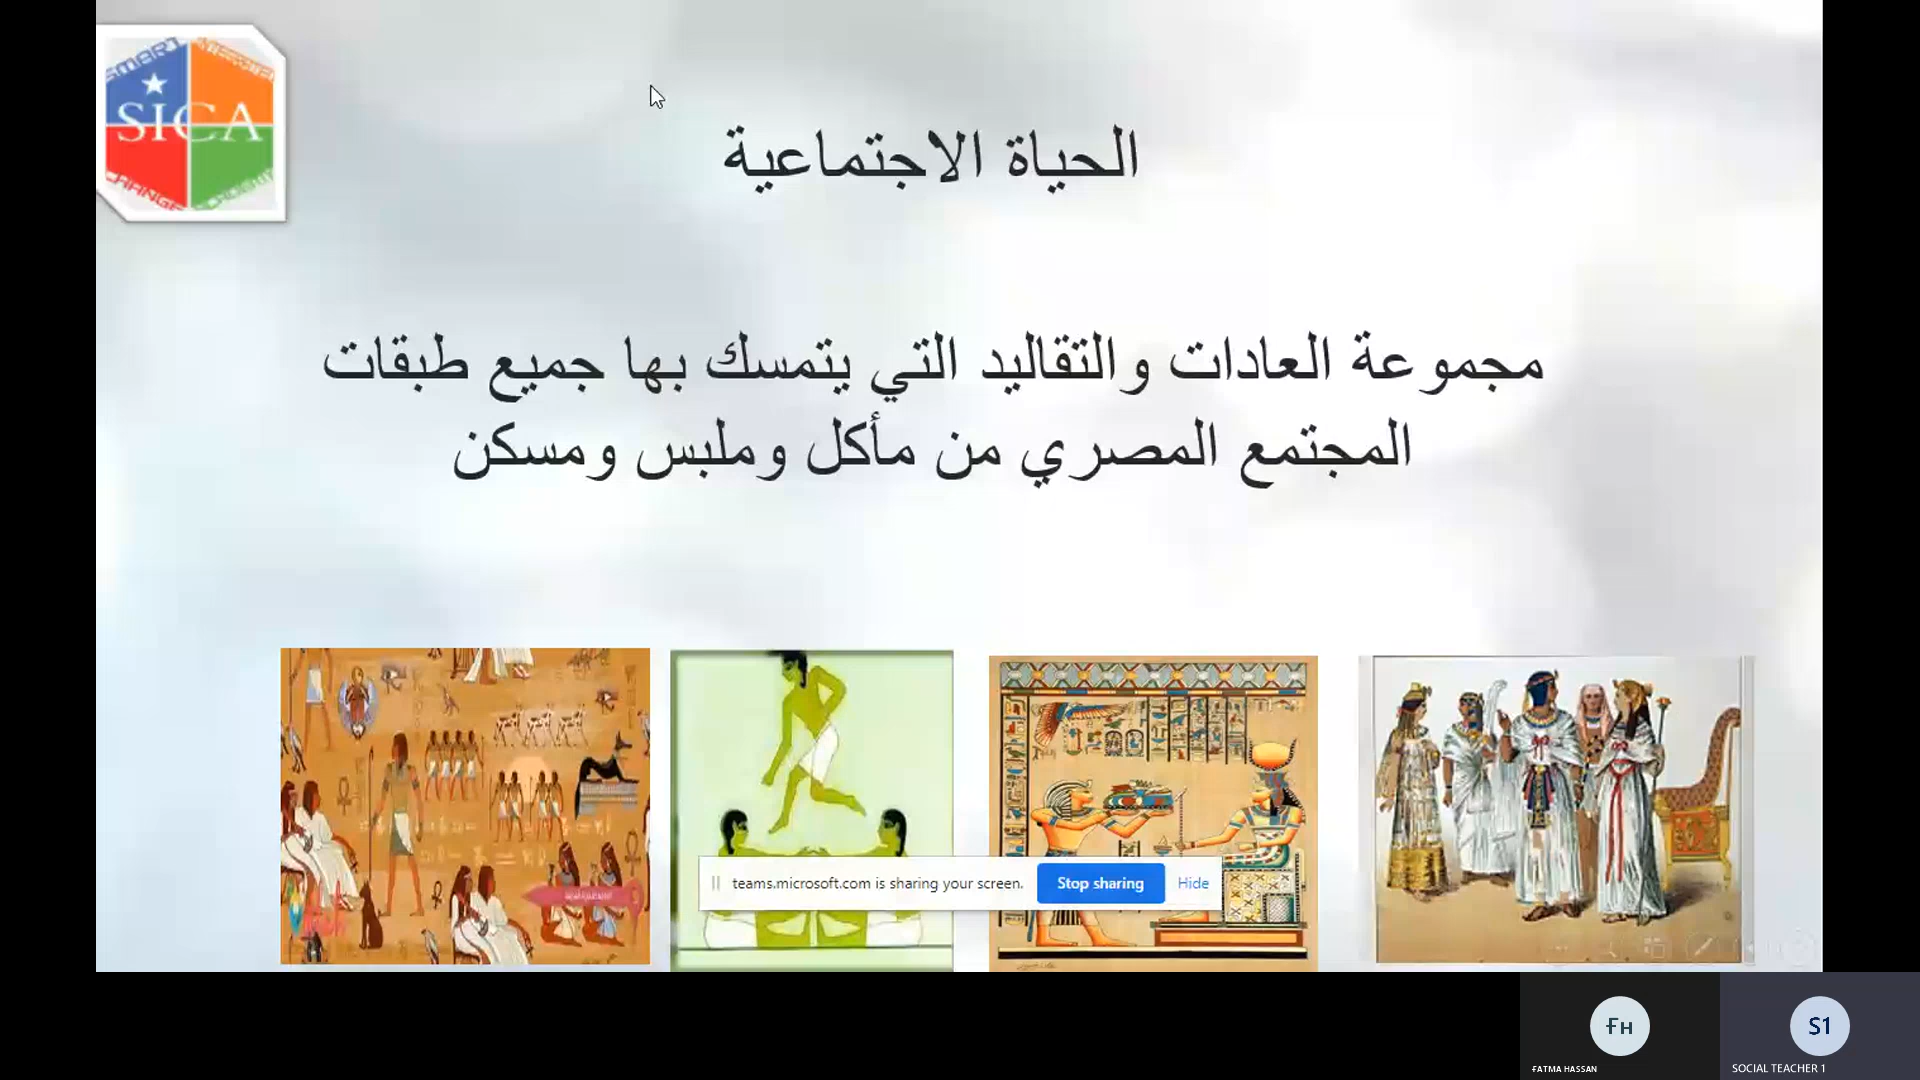 SMART
SICA
الحياة الاجتماعية
مجموعة العادات والتقاليد التي يتمسك بها جميع طبقات
المجتمع المصري من مأكل وملبس ومسكن
teams.microsoft.com is sharing your screen.
Stop sharing
Hide
FH
FATMA HASSAN
S1
SOCIAL TEACHER 1